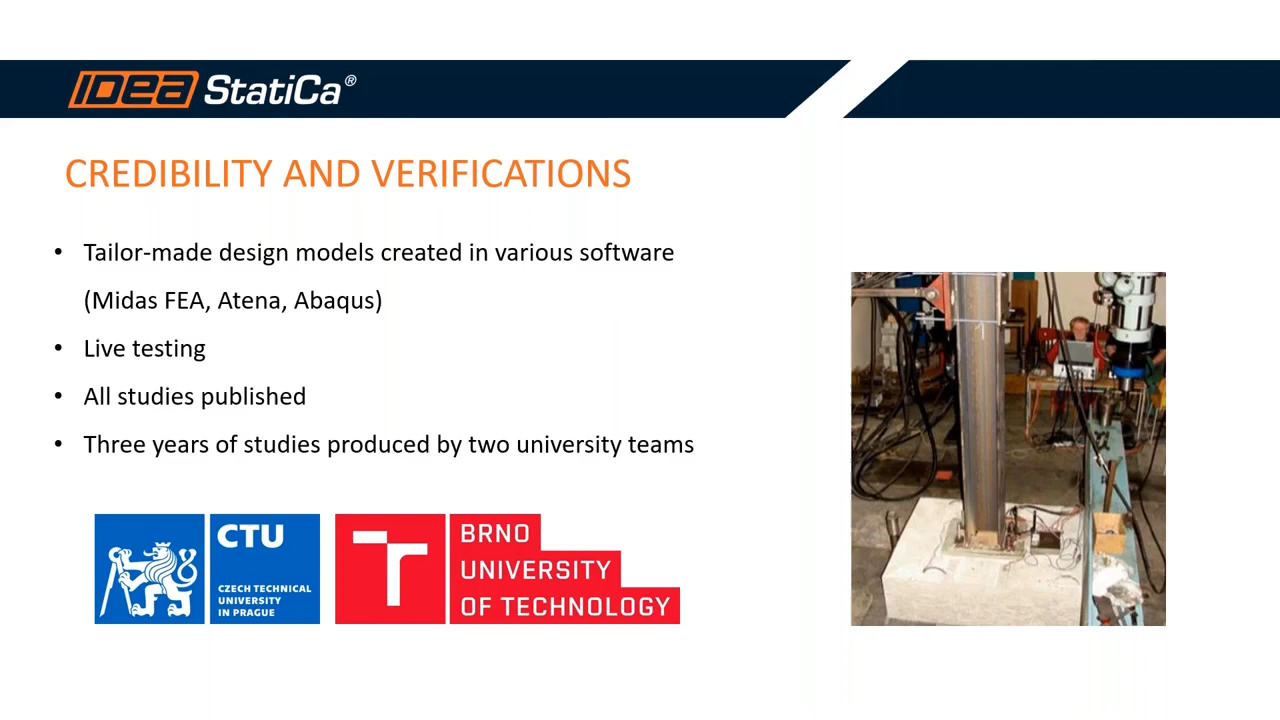 IDEA StatiCa®
CREDIBILITY AND VERIFICATIONS
• Tailor-made design models created in various software
(Midas FEA, Atena, Abaqus)
• Live testing
• All studies published
• Three years of studies produced by two university teams
CTU
CZECH TECHNICAL
UNIVERSITY
IN PRAGUE
T
BRNO
UNIVERSITY
OF TECHNOLOGY